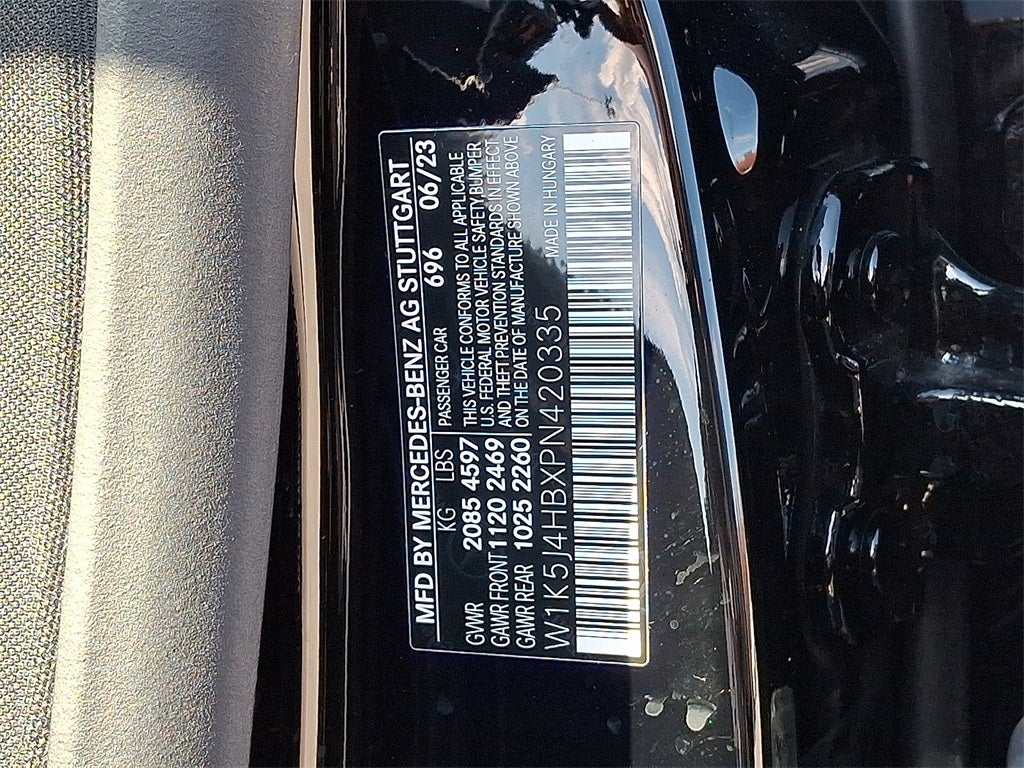 MFD BY MERCEDES-BENZ AG STUTTGART
KG LBS 696 06/23
PASSENGER CAR
GVWR 2085 4597
GAWR FRONT 1120 2469
GAWR REAR 1025 2260
THIS VEHICLE CONFORMS TO ALL APPLICABLE
U.S. FEDERAL MOTOR VEHICLE SAFETY BUMPER
AND THEFT PREVENTION STANDARDS IN EFFECT
ON THE DATE OF MANUFACTURE SHOWN ABOVE
W1K5J4HBXPN420335 MADE IN HUNGARY